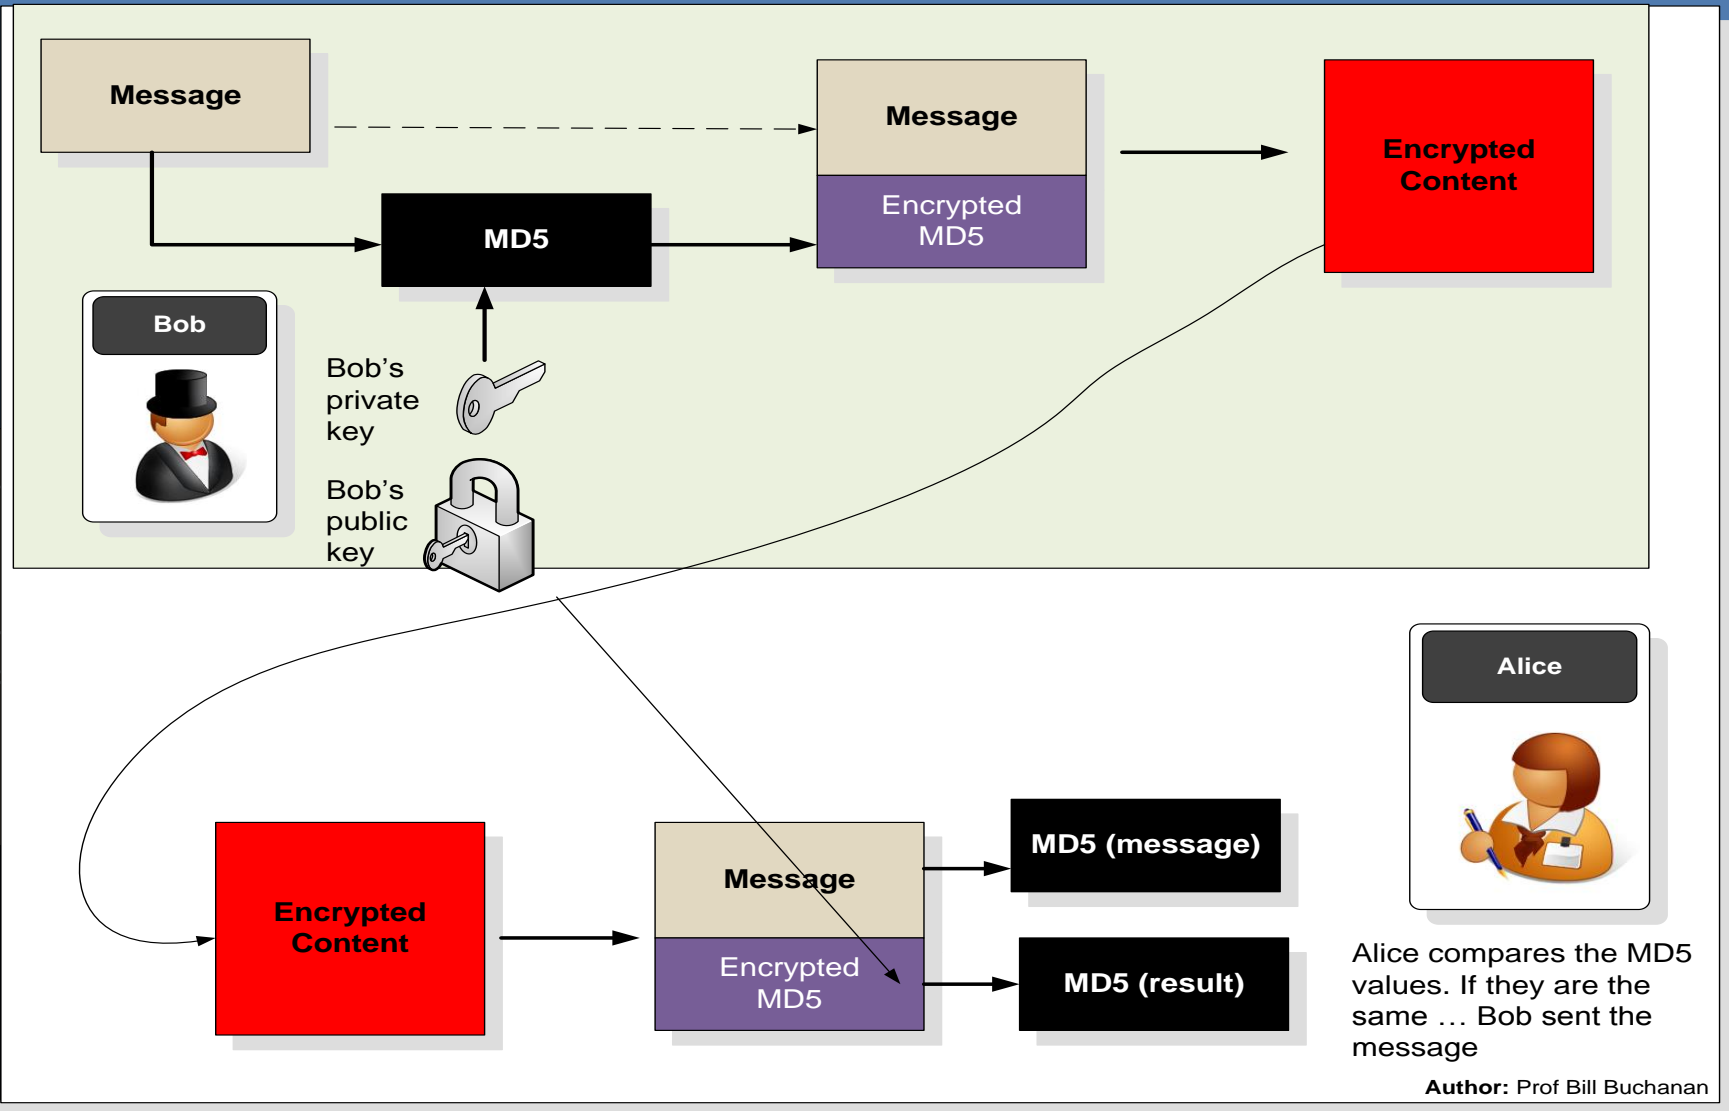 Message
Message
Encrypted
MD5
Encrypted
Content
MD5
Bob
Bob’s
private
key
Bob’s
public
key
Alice
Encrypted
Content
Message
Encrypted
MD5
MD5 (message)
MD5 (result)
Alice compares the MD5
values. If they are the
same … Bob sent the
message
Author: Prof Bill Buchanan